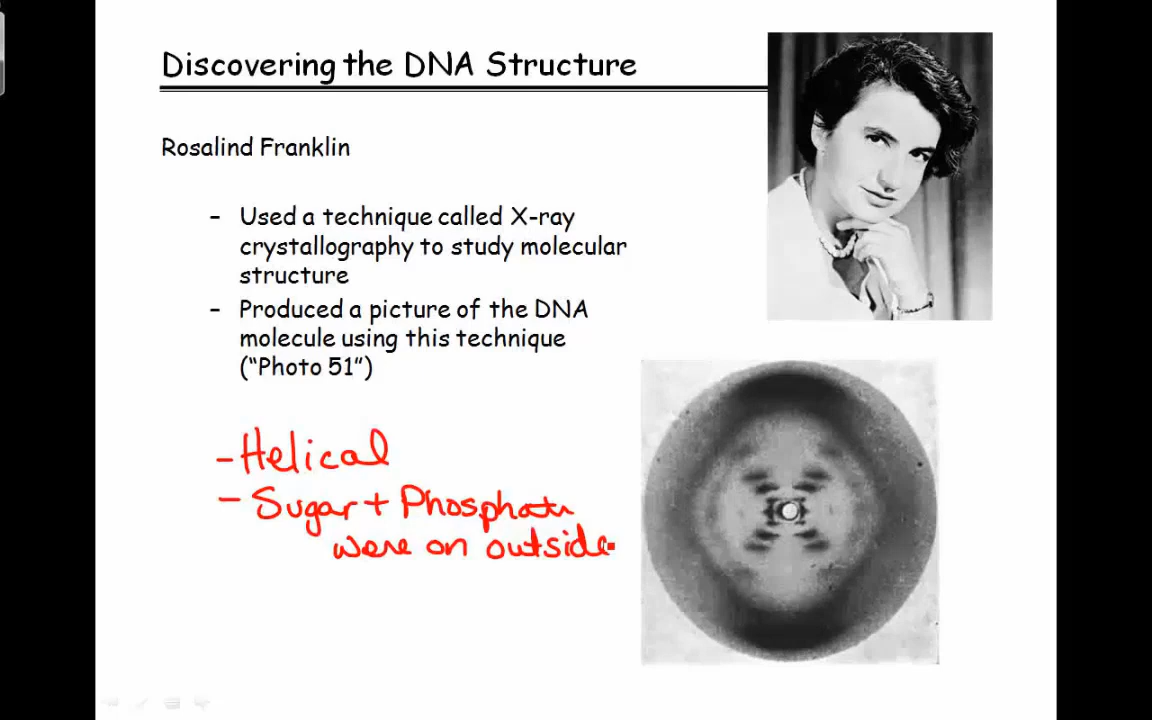 Discovering the DNA Structure
Rosalind Franklin
– Used a technique called X-ray
crystallography to study molecular
structure
– Produced a picture of the DNA
molecule using this technique
("Photo 51")
- Helical
- Sugar + Phosphate
were on outside